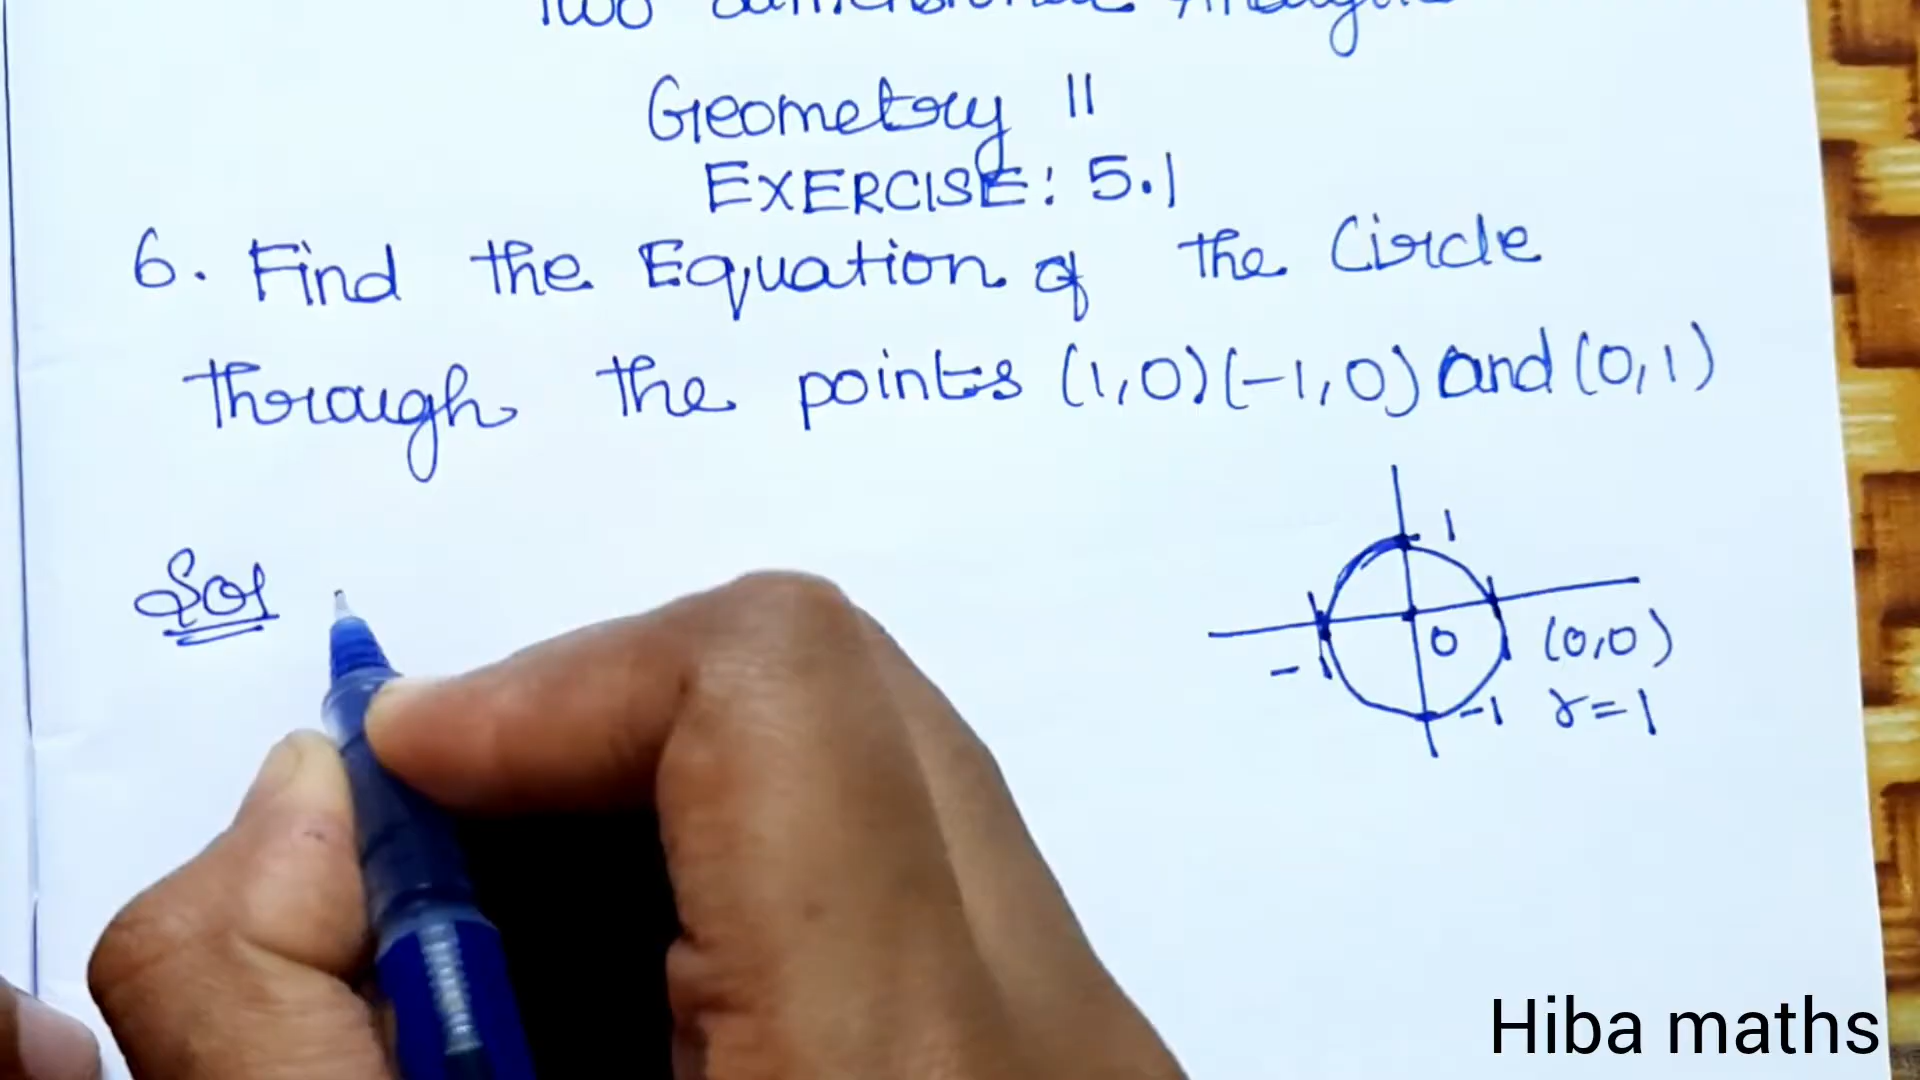 Two
Geometry II
EXERCISE: 5.1
6. Find the Equation of the Circle
through the points (1,0) (-1,0) and (0,1)
1
Sol
0 (0,0)
-1
-1 r=1
Hiba maths